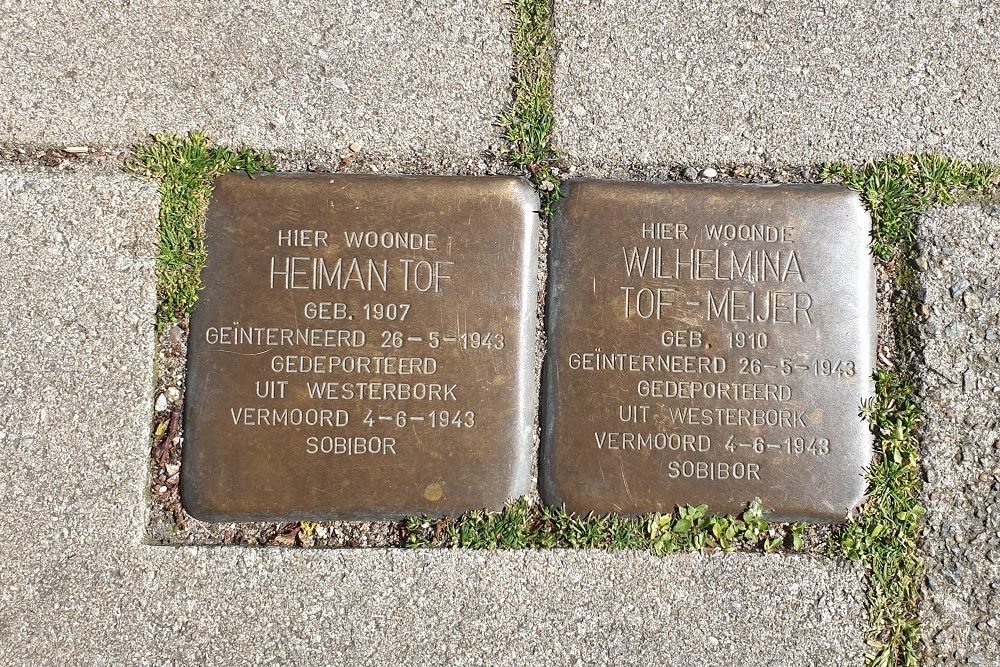 HIER WOONDE
HEIMAN TOF
GEB. 1907
GEÏNTERNEERD 26-5-1943
GEDEPORTEERD
UIT WESTERBORK
VERMOORD 4-6-1943
SOBIBOR
HIER WOONDE
WILHELMINA
TOF-MEIJER
GEB. 1910
GEÏNTERNEERD 26-5-1943
GEDEPORTEERD
UIT WESTERBORK
VERMOORD 4-6-1943
SOBIBOR